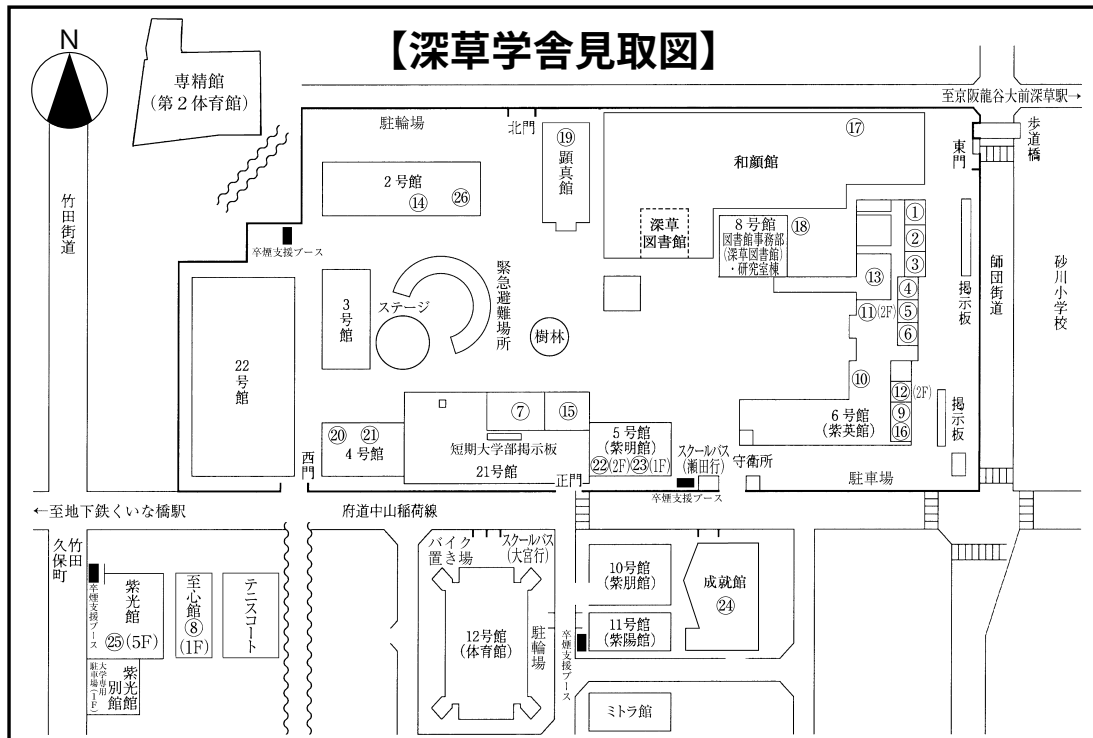 【深草学舎見取図】
N
専精館
(第2体育館)
至京阪龍谷大前深草駅→
駐輪場
北門
⑲
顕真館
⑰
和顔館
東門
歩道橋
2号館
⑭
㉖
竹田街道
卒煙支援ブース
深草
図書館
8号館
図書館事務部
(深草図書館)
・研究室棟
⑱
①
②
③
④
⑤
⑥
⑬
⑪(2F)
掲示板
師団街道
砂川小学校
緊急避難場所
ステージ
3号館
樹林
22号館
⑩
⑫(2F)
⑨
⑯
6号館
(紫英館)
掲示板
⑦
⑮
短期大学部掲示板
21号館
⑳
㉑
4号館
西門
正門
5号館
(紫明館)
㉒(2F)㉓(1F)
スクールバス
(瀬田行)
守衛所
卒煙支援ブース
駐車場
←至地下鉄くいな橋駅
府道中山稲荷線
竹田
久保町
卒煙支援ブース
紫光館
㉕(5F)
至心館
⑧
(1F)
テニスコート
紫光館
別館
大学専用
駐車場(1F)
バイク
置き場
スクールバス
(大宮行)
12号館
(体育館)
駐輪場
卒煙支援ブース
10号館
(紫朋館)
11号館
(紫陽館)
成就館
㉔
ミトラ館